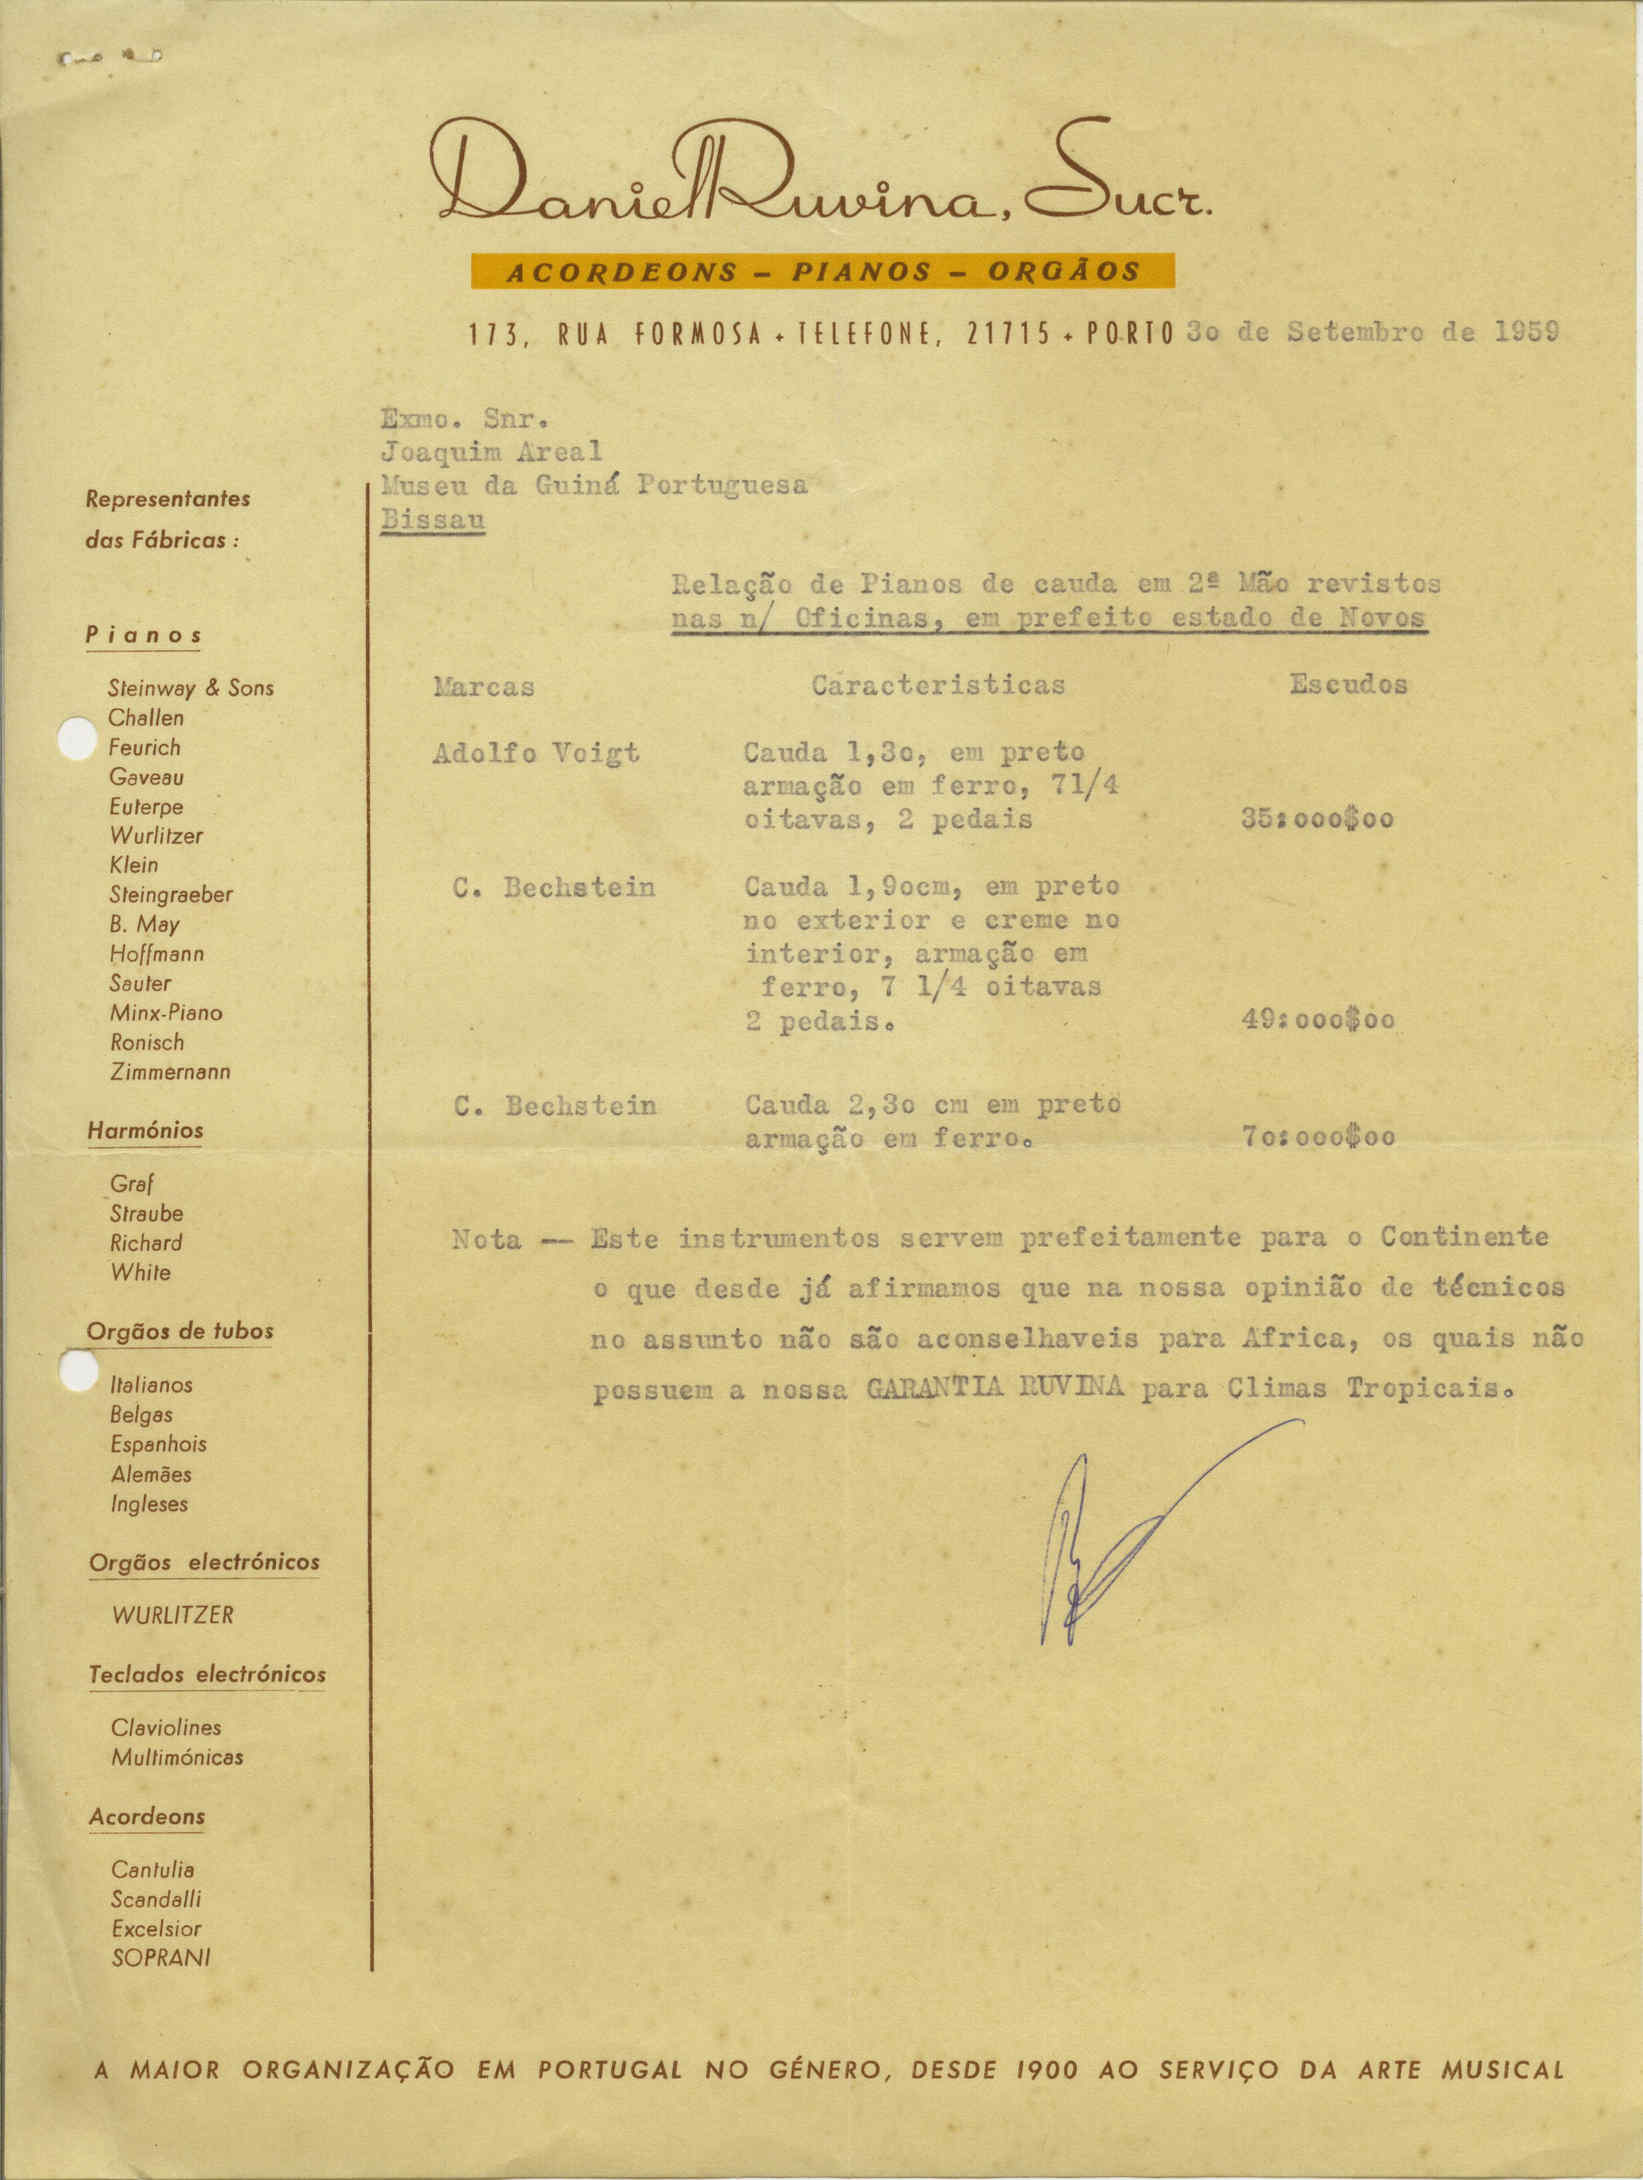 Daniel Ruvina, Sucr.
ACORDEONS – PIANOS – ORGÃOS
173, RUA FORMOSA + TELEFONE, 21715 + PORTO 3o de Setembro de 1959
Exmo. Snr.
Joaquim Areal
Museu da Guiná Portuguesa
Bissau
Relação de Pianos de cauda em 2ª Mão revistos
nas n/ Oficinas, em prefeito estado de Novos
Marcas Caracteristicas Escudos
Adolfo Voigt Cauda 1,3o, em preto
armação em ferro, 71/4
oitavas, 2 pedais 35:ooo$oo
C. Bechstein Cauda 1,9ocm, em preto
no exterior e creme no
interior, armação em
ferro, 7 1/4 oitavas
2 pedais. 49:ooo$oo
C. Bechstein Cauda 2,3o cm em preto
armação em ferro. 7o:ooo$oo
Nota -- Este instrumentos servem prefeitamente para o Continente
o que desde já afirmamos que na nossa opinião de técnicos
no assunto não são aconselhaveis para Africa, os quais não
possuem a nossa GARANTIA RUVINA para Climas Tropicais.
Representantes
das Fábricas :
Pianos
Steinway & Sons
Challen
Feurich
Gaveau
Euterpe
Wurlitzer
Klein
Steingraeber
B. May
Hoffmann
Sauter
Minx-Piano
Ronisch
Zimmernann
Harmónios
Graf
Straube
Richard
White
Orgãos de tubos
Italianos
Belgas
Espanhois
Alemães
Ingleses
Orgãos electrónicos
WURLITZER
Teclados electrónicos
Claviolines
Multimónicas
Acordeons
Cantulia
Scandalli
Excelsior
SOPRANI
A MAIOR ORGANIZAÇÃO EM PORTUGAL NO GÉNERO, DESDE 1900 AO SERVIÇO DA ARTE MUSICAL